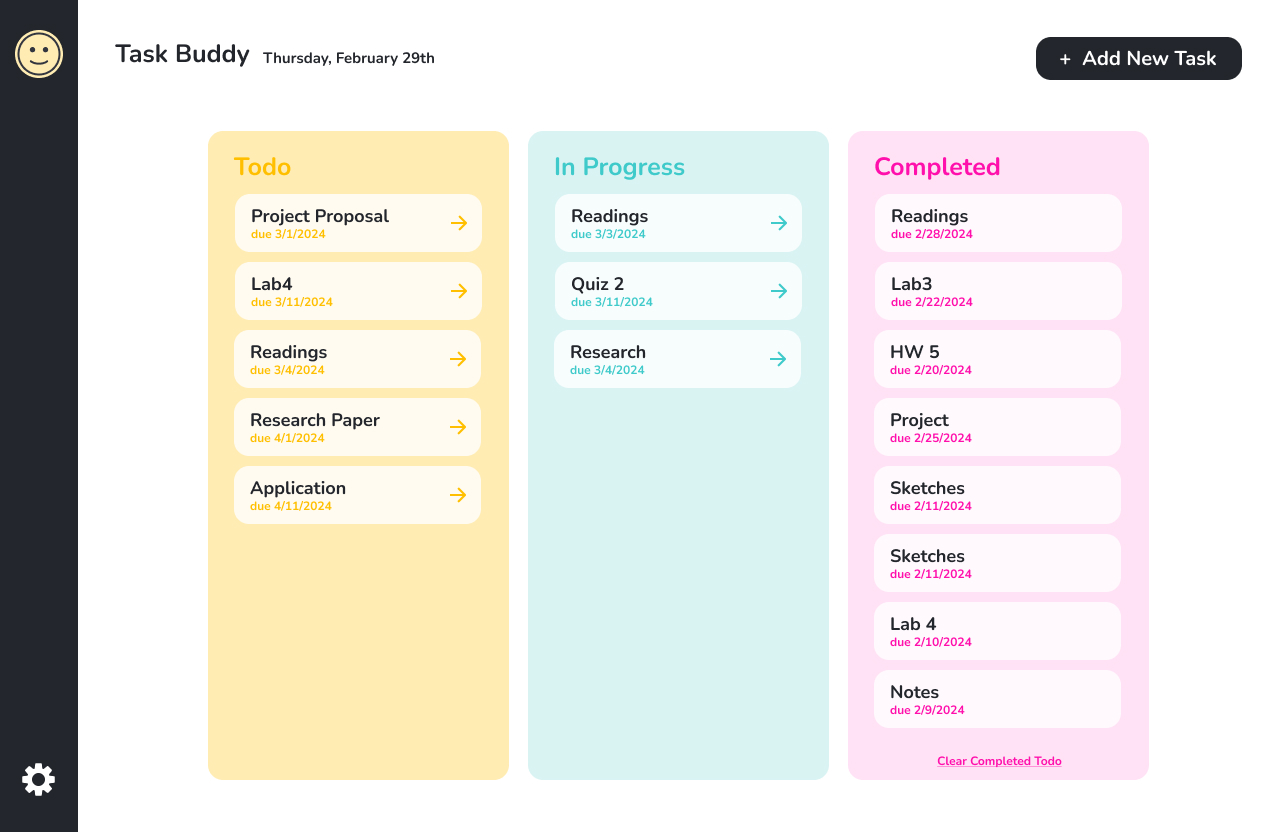 Task Buddy
Thursday, February 29th
+ Add New Task
Todo
Project Proposal
due 3/1/2024
Lab4
due 3/11/2024
Readings
due 3/4/2024
Research Paper
due 4/1/2024
Application
due 4/11/2024
In Progress
Readings
due 3/3/2024
Quiz 2
due 3/11/2024
Research
due 3/4/2024
Completed
Readings
due 2/28/2024
Lab3
due 2/22/2024
HW 5
due 2/20/2024
Project
due 2/25/2024
Sketches
due 2/11/2024
Sketches
due 2/11/2024
Lab 4
due 2/10/2024
Notes
due 2/9/2024
Clear Completed Todo